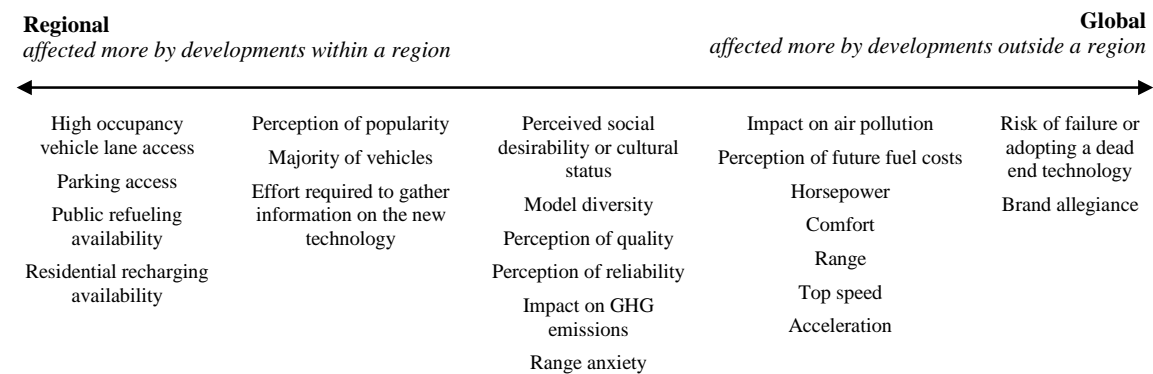 Regional
affected more by developments within a region
Global
affected more by developments outside a region
High occupancy
vehicle lane access
Parking access
Public refueling
availability
Residential recharging
availability
Perception of popularity
Majority of vehicles
Effort required to gather
information on the new
technology
Perceived social
desirability or cultural
status
Model diversity
Perception of quality
Perception of reliability
Impact on GHG
emissions
Range anxiety
Impact on air pollution
Perception of future fuel costs
Horsepower
Comfort
Range
Top speed
Acceleration
Risk of failure or
adopting a dead
end technology
Brand allegiance